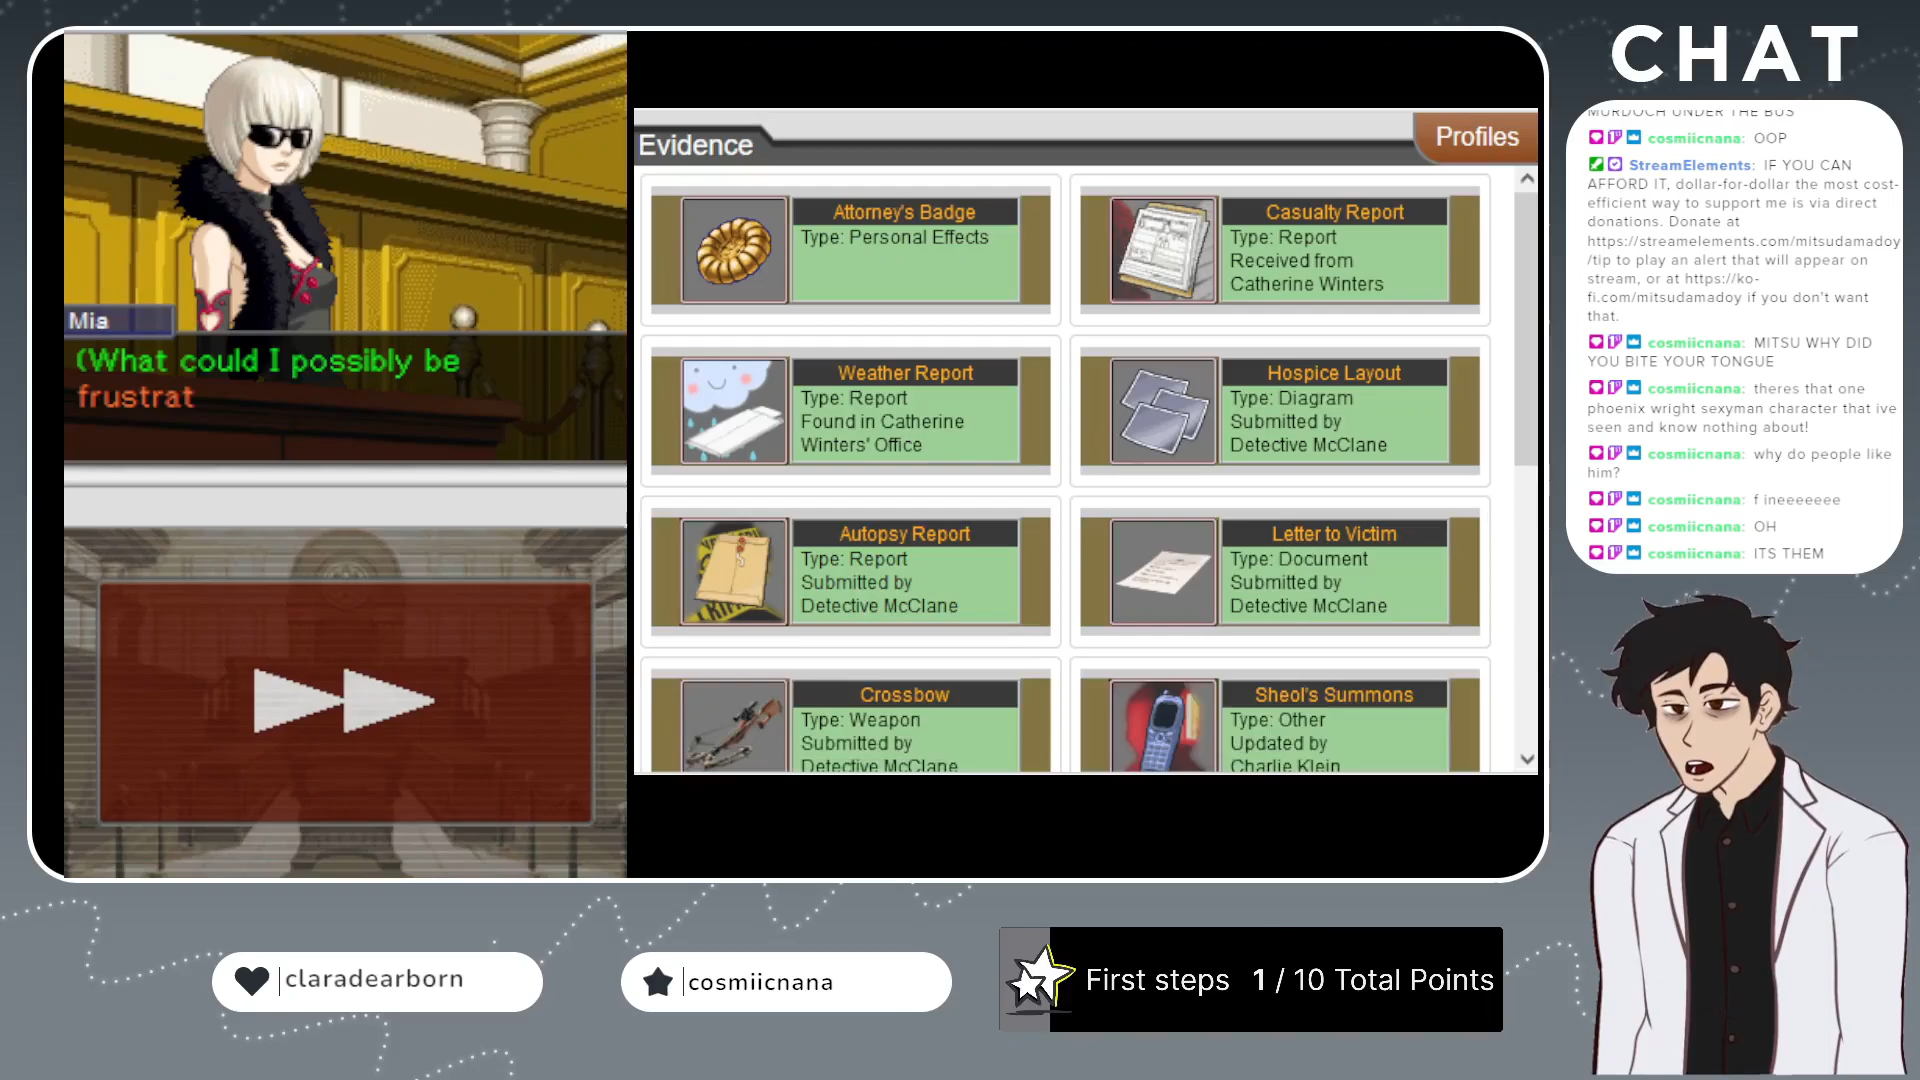 Mia
(What could I possibly be
frustrat
Evidence
Profiles
Attorney's Badge
Type: Personal Effects
Casualty Report
Type: Report
Received from
Catherine Winters
Weather Report
Type: Report
Found in Catherine
Winters' Office
Hospice Layout
Type: Diagram
Submitted by
Detective McClane
Autopsy Report
Type: Report
Submitted by
Detective McClane
Letter to Victim
Type: Document
Submitted by
Detective McClane
Crossbow
Type: Weapon
Submitted by
Detective McClane
Sheol's Summons
Type: Other
Updated by
Charlie Klein
CHAT
MURDOCH UNDER THE BUS
cosmiicnana: OOP
StreamElements: IF YOU CAN
AFFORD IT, dollar-for-dollar the most cost-
efficient way to support me is via direct
donations. Donate at
https://streamelements.com/mitsudamadoy
/tip to play an alert that will appear on
stream, or at https://ko-
fi.com/mitsudamadoy if you don't want
that.
cosmiicnana: MITSU WHY DID
YOU BITE YOUR TONGUE
cosmiicnana: theres that one
phoenix wright sexyman character that ive
seen and know nothing about!
cosmiicnana: why do people like
him?
cosmiicnana: f ineeeeeee
cosmiicnana: OH
cosmiicnana: ITS THEM
claradearborn
cosmiicnana
First steps 1 / 10 Total Points